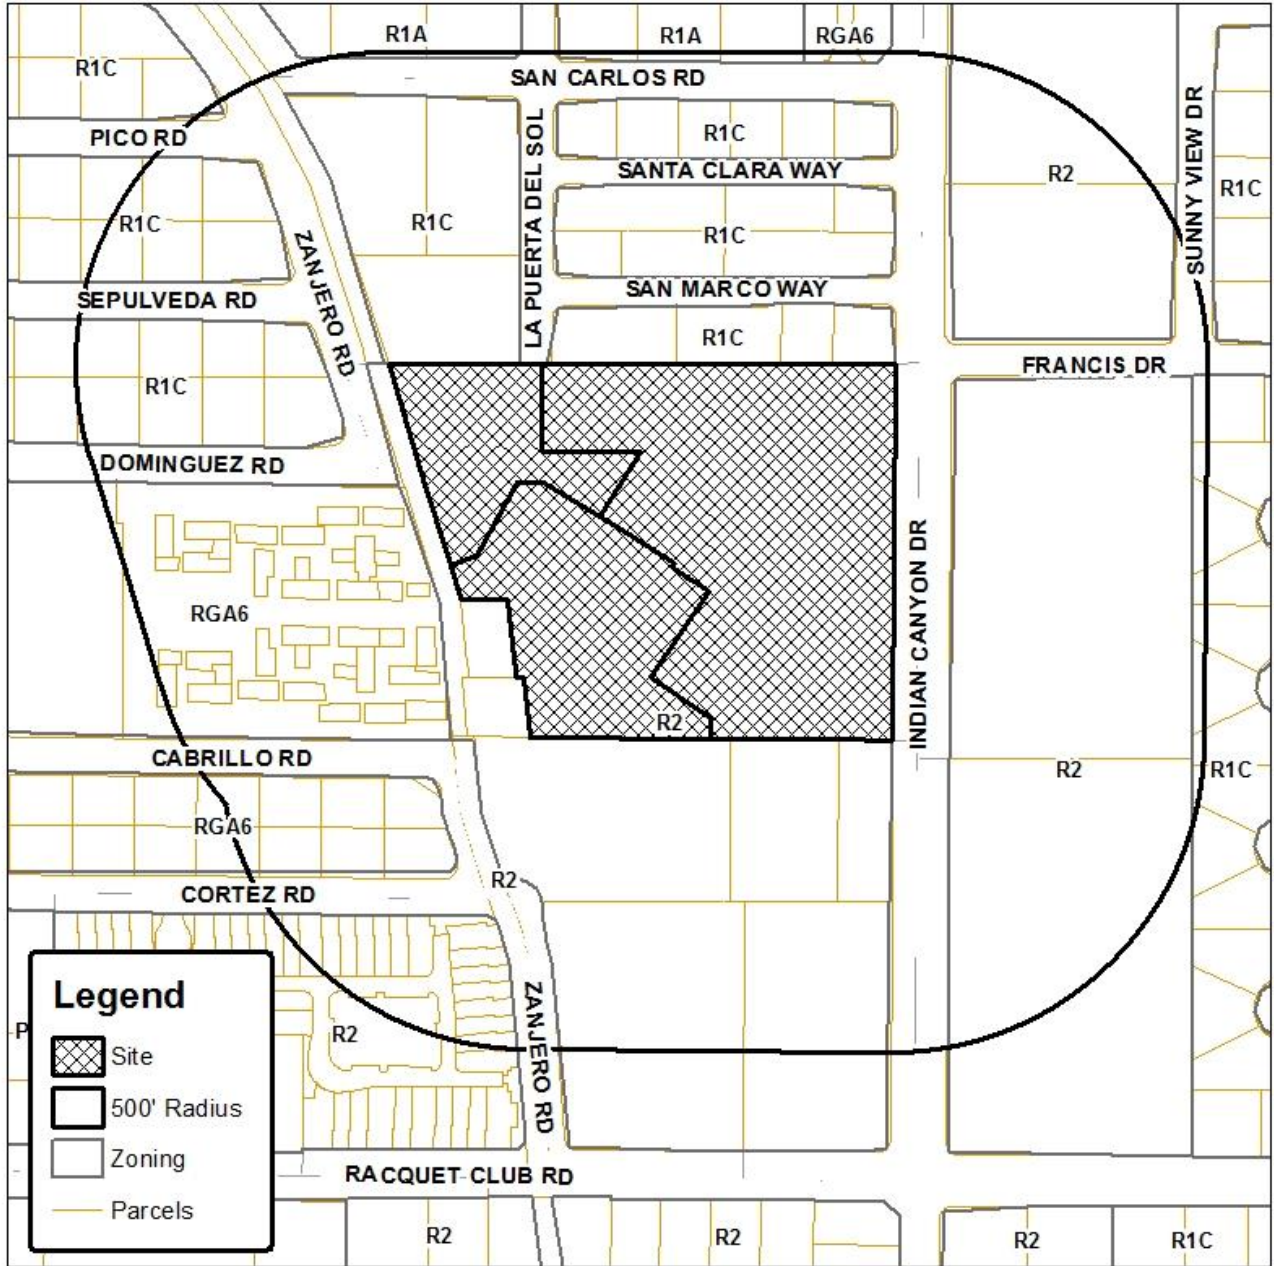 R1A
R1A
RGA6
R1C
SAN CARLOS RD
PICO RD
R1C
SANTA CLARA WAY
R2
SUNNY VIEW DR
R1C
R1C
R1C
LA PUERTA DEL SOL
R1C
ZANJERO RD
SEPULVEDA RD
SAN MARCO WAY
R1C
FRANCIS DR
R1C
DOMINGUEZ RD
RGA6
INDIAN CANYON DR
R2
CABRILLO RD
R2
R1C
RGA6
R2
CORTEZ RD
Legend
Site
500' Radius
Zoning
Parcels
P
R2
ZANJERO RD
RACQUET CLUB RD
R2
R2
R2
R1C